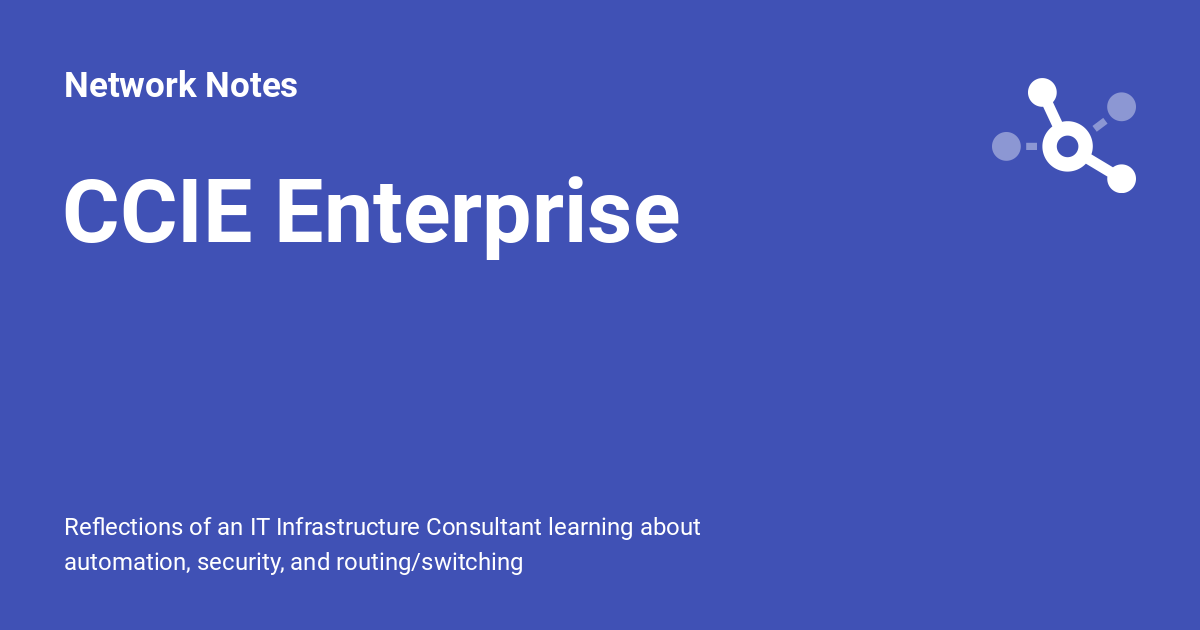 Network Notes
CCIE Enterprise
Reflections of an IT Infrastructure Consultant learning about
automation, security, and routing/switching